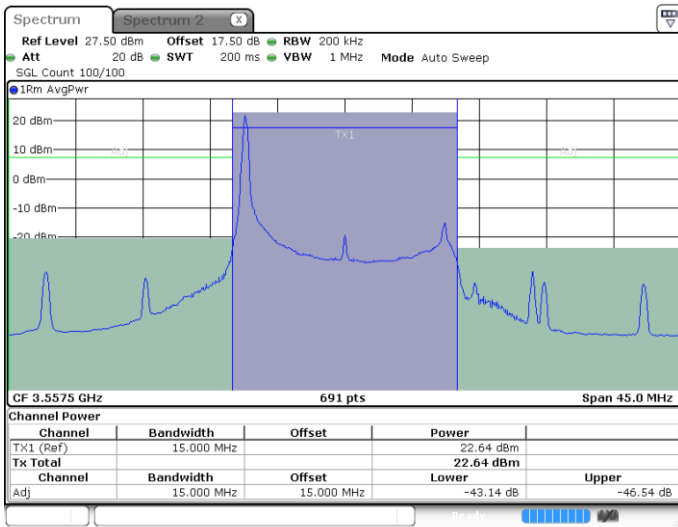 Spectrum
Spectrum 2
X
Ref Level 27.50 dBm Offset 17.50 dB RBW 200 kHz
Att 20 dB SWT 200 ms VBW 1 MHz Mode Auto Sweep
SGL Count 100/100
1Rm AvgPwr
20 dBm
TX1
10 dBm
Adj
Adj
0 dBm
-10 dBm
-20 dBm
CF 3.5575 GHz 691 pts Span 45.0 MHz
Channel Power
Channel Bandwidth Offset Power
TX1 (Ref) 15.000 MHz 22.64 dBm
Tx Total 22.64 dBm
Channel Bandwidth Offset Lower Upper
Adj 15.000 MHz 15.000 MHz -43.14 dB -46.54 dB
Ready